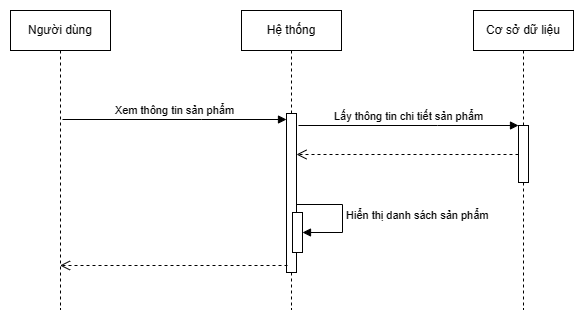 Người dùng
Hệ thống
Cơ sở dữ liệu
Xem thông tin sản phẩm
Lấy thông tin chi tiết sản phẩm
Hiển thị danh sách sản phẩm